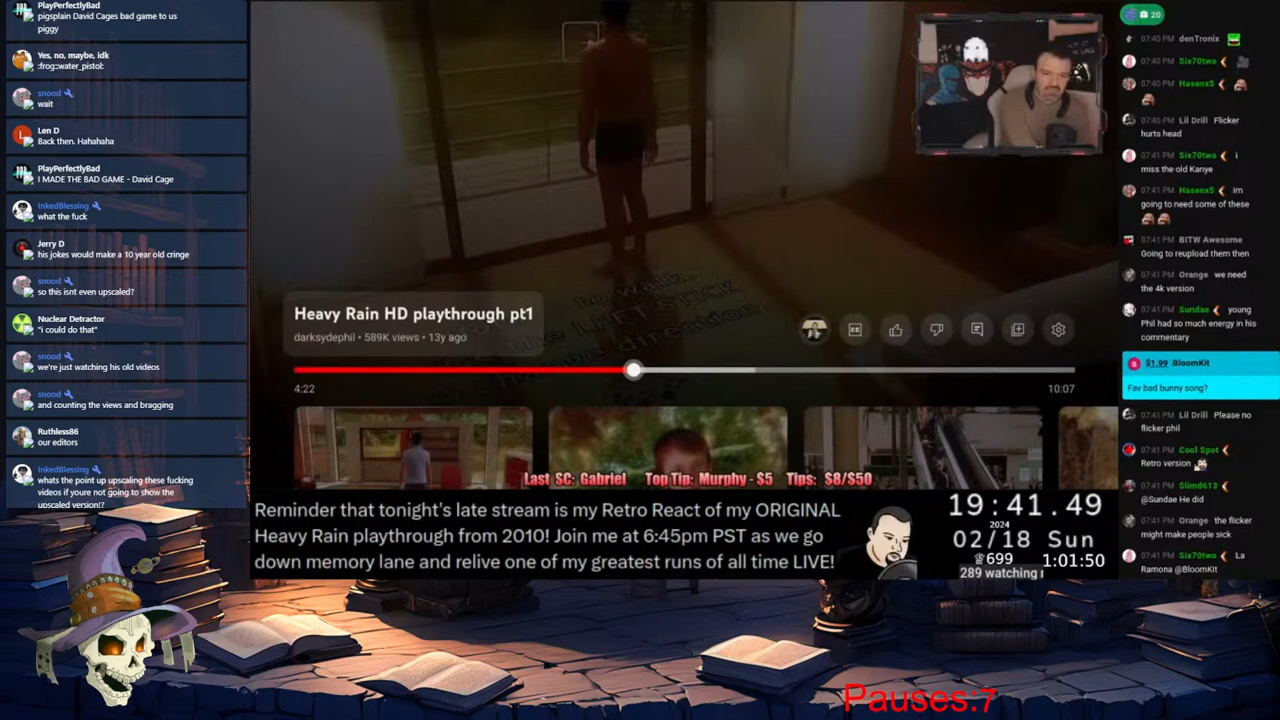 PlayPerfectlyBad
pigsplain David Cages bad game to us
piggy
Yes, no, maybe, idk
:frog::water_pistol:
snood
wait
Len D
Back then. Hahahaha
PlayPerfectlyBad
I MADE THE BAD GAME - David Cage
InkedBlessing
what the fuck
Jerry D
his jokes would make a 10 year old cringe
snood
so this isnt even upscaled?
Nuclear Detractor
"i could do that"
snood
we're just watching his old videos
snood
and counting the views and bragging
Ruthless86
our editors
InkedBlessing
whats the point up upscaling these fucking
videos if youre not going to show the
upscaled version!?
Heavy Rain HD playthrough pt1
darksydephil • 589K views • 13y ago
CC
4:22
10:07
Last SC: Gabriel Top Tip: Murphy - $5 Tips: $8/$50
Reminder that tonight's late stream is my Retro React of my ORIGINAL
Heavy Rain playthrough from 2010! Join me at 6:45pm PST as we go
down memory lane and relive one of my greatest runs of all time LIVE!
19:41.49
2024
02/18 Sun
699
1:01:50
289 watching
20
07:40 PM denTronix
07:40 PM Six70two
07:40 PM Haseox5
07:40 PM Lil Drill Flicker
hurts head
07:41 PM Six70two i
miss the old Kanye
07:41 PM Haseox5 im
going to need some of these
07:41 PM BITW Awesome
Going to reupload them then
07:41 PM Orange we need
the 4k version
07:41 PM Sundae young
Phil had so much energy in his
commentary
B $1.99 BloomKit
Fav bad bunny song?
07:41 PM Lil Drill Please no
flicker phil
07:41 PM Cool Spot
Retro version
07:41 PM Slimd613
@Sundae He did
07:41 PM Orange the flicker
might make people sick
07:41 PM Six70two La
Ramona @BloomKit
Pauses:7